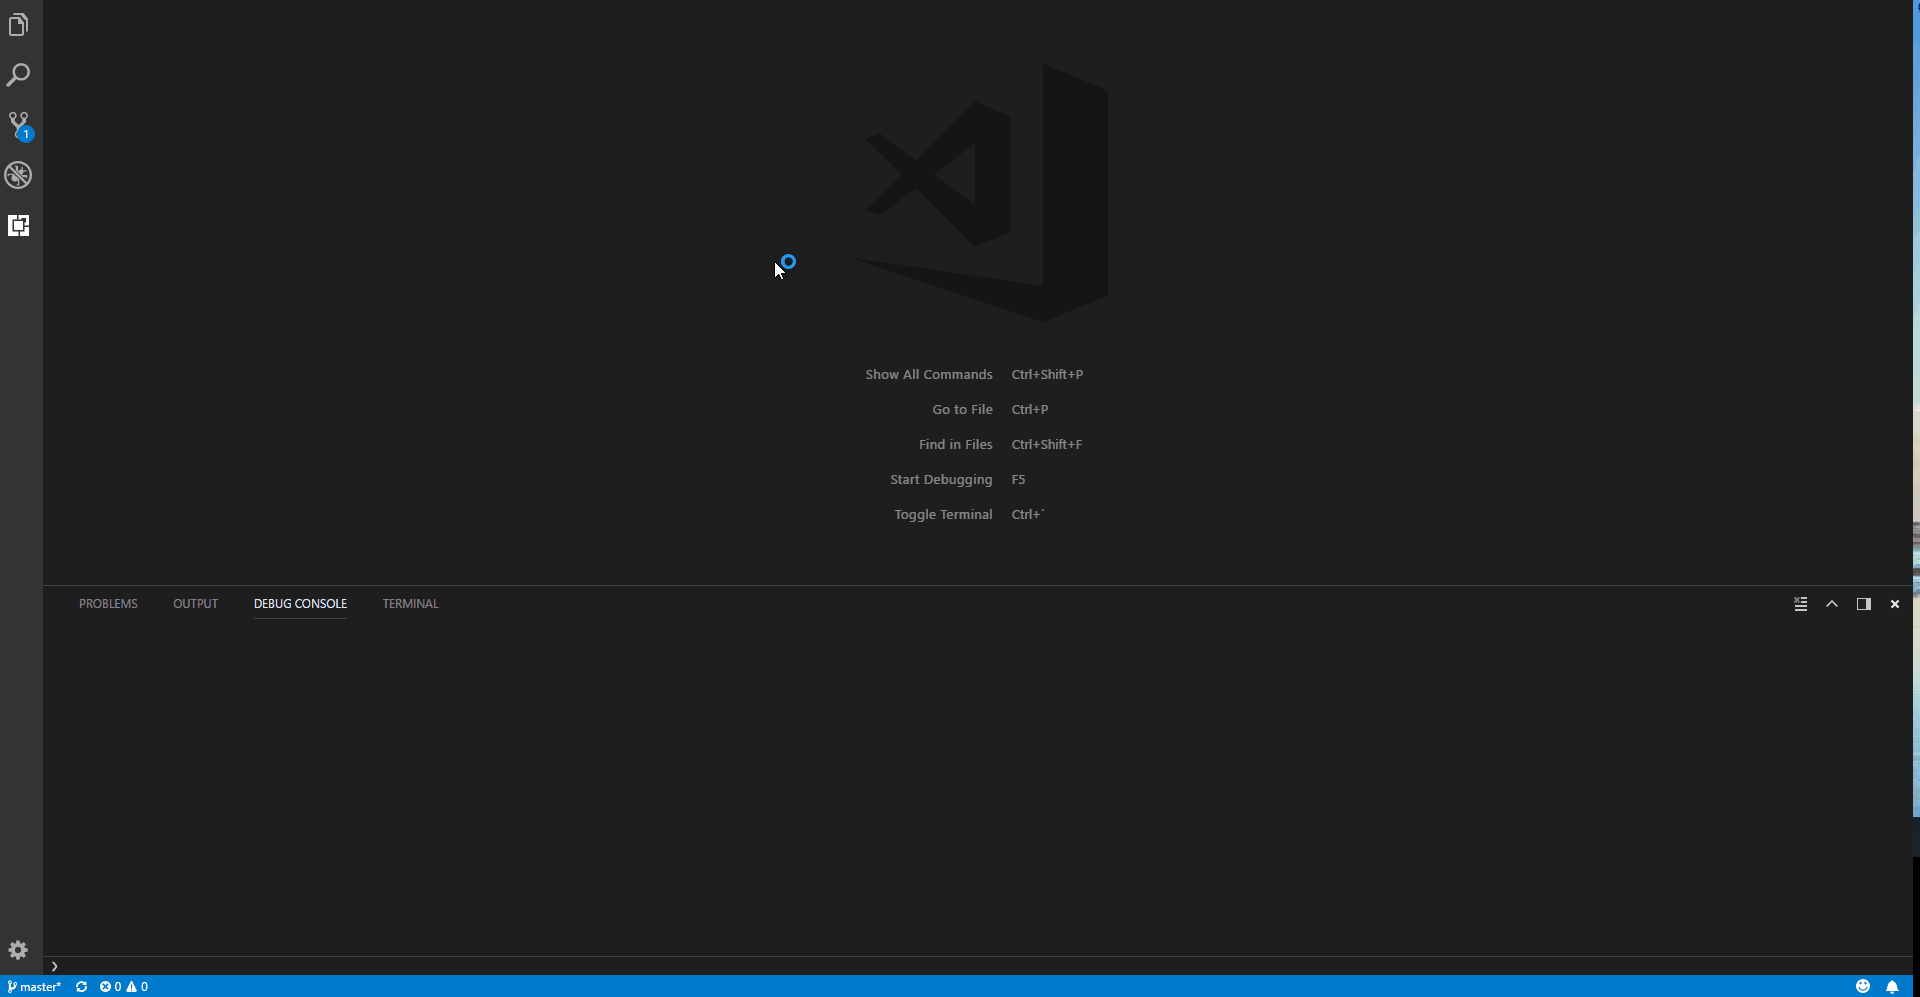 1
Show All Commands Ctrl+Shift+P
Go to File Ctrl+P
Find in Files Ctrl+Shift+F
Start Debugging F5
Toggle Terminal Ctrl+`
PROBLEMS OUTPUT DEBUG CONSOLE TERMINAL
master* 0 0